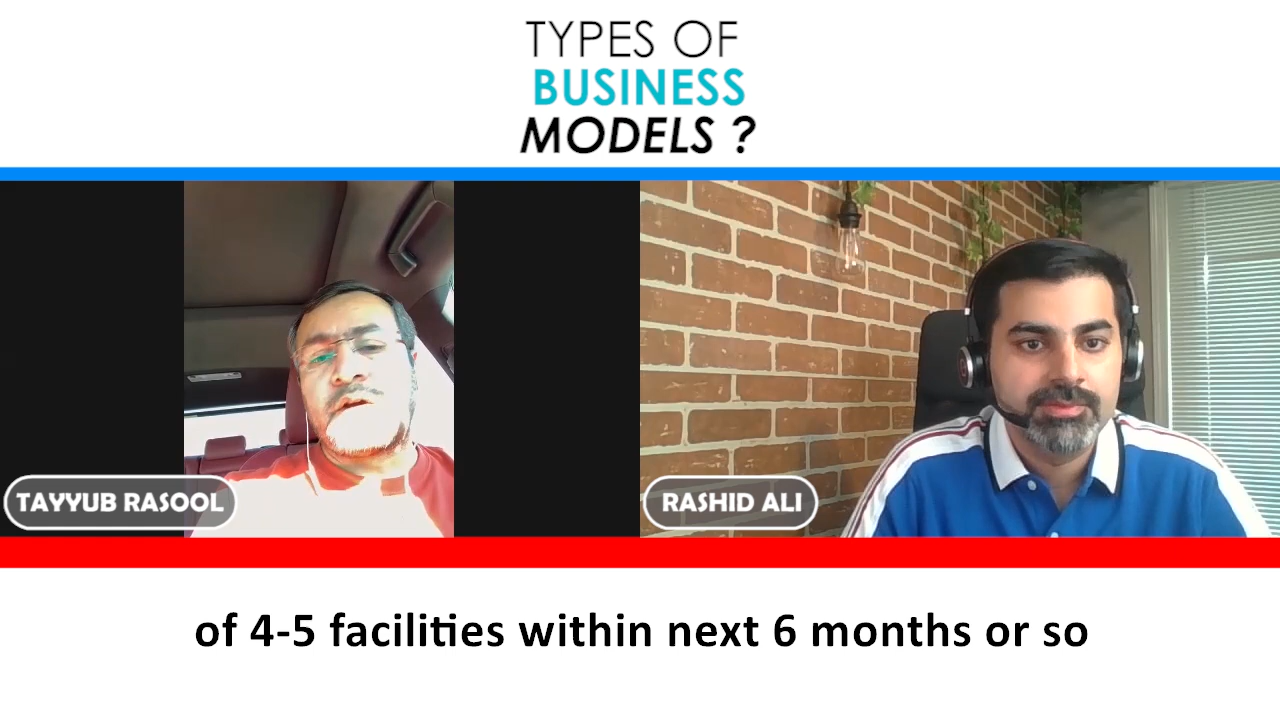 TYPES OF
BUSINESS
MODELS ?
TAYYUB RASOOL
RASHID ALI
of 4-5 facilities within next 6 months or so